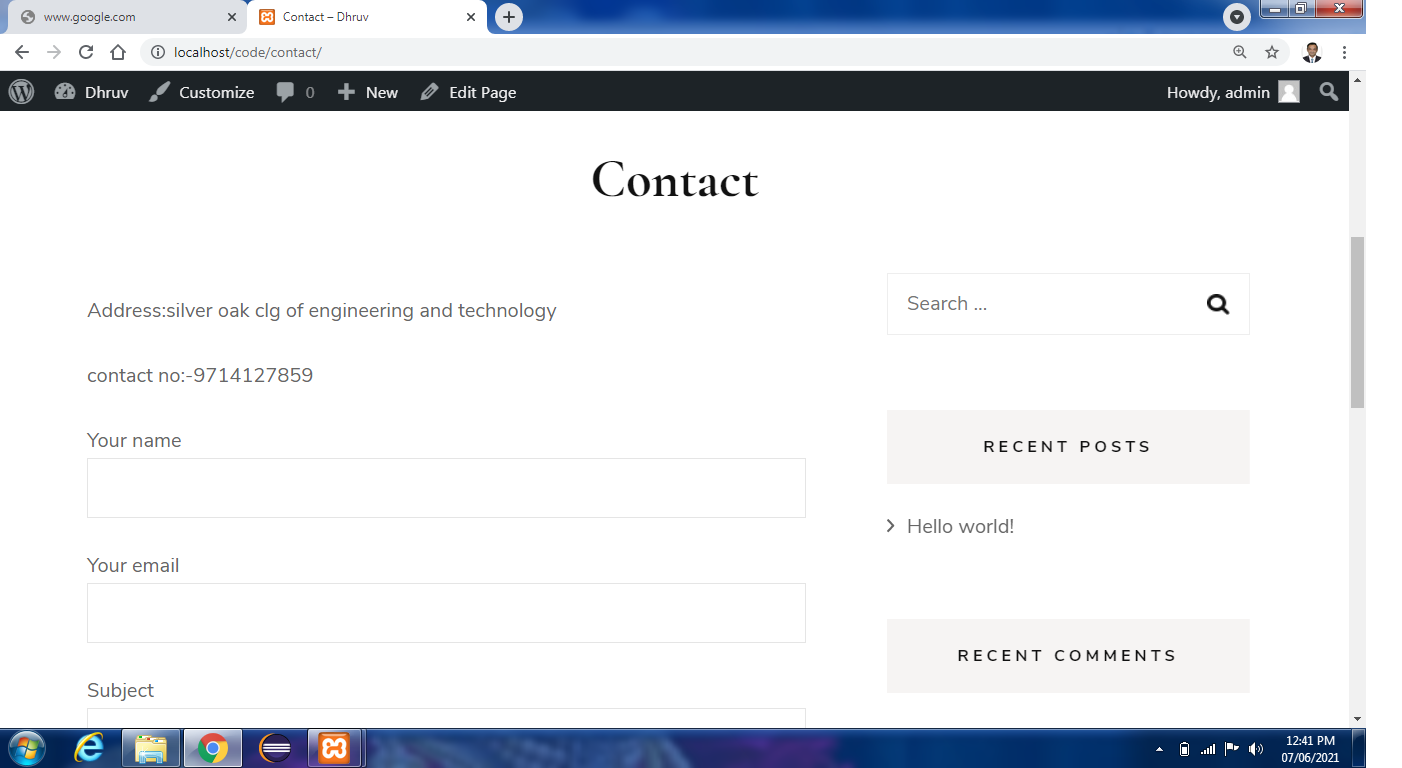 www.google.com
Contact – Dhruv
localhost/code/contact/
Dhruv
Customize
0
New
Edit Page
Howdy, admin
Contact
Address:silver oak clg of engineering and technology
contact no:-9714127859
Your name
Your email
Subject
Search ...
RECENT POSTS
Hello world!
RECENT COMMENTS
12:41 PM
07/06/2021